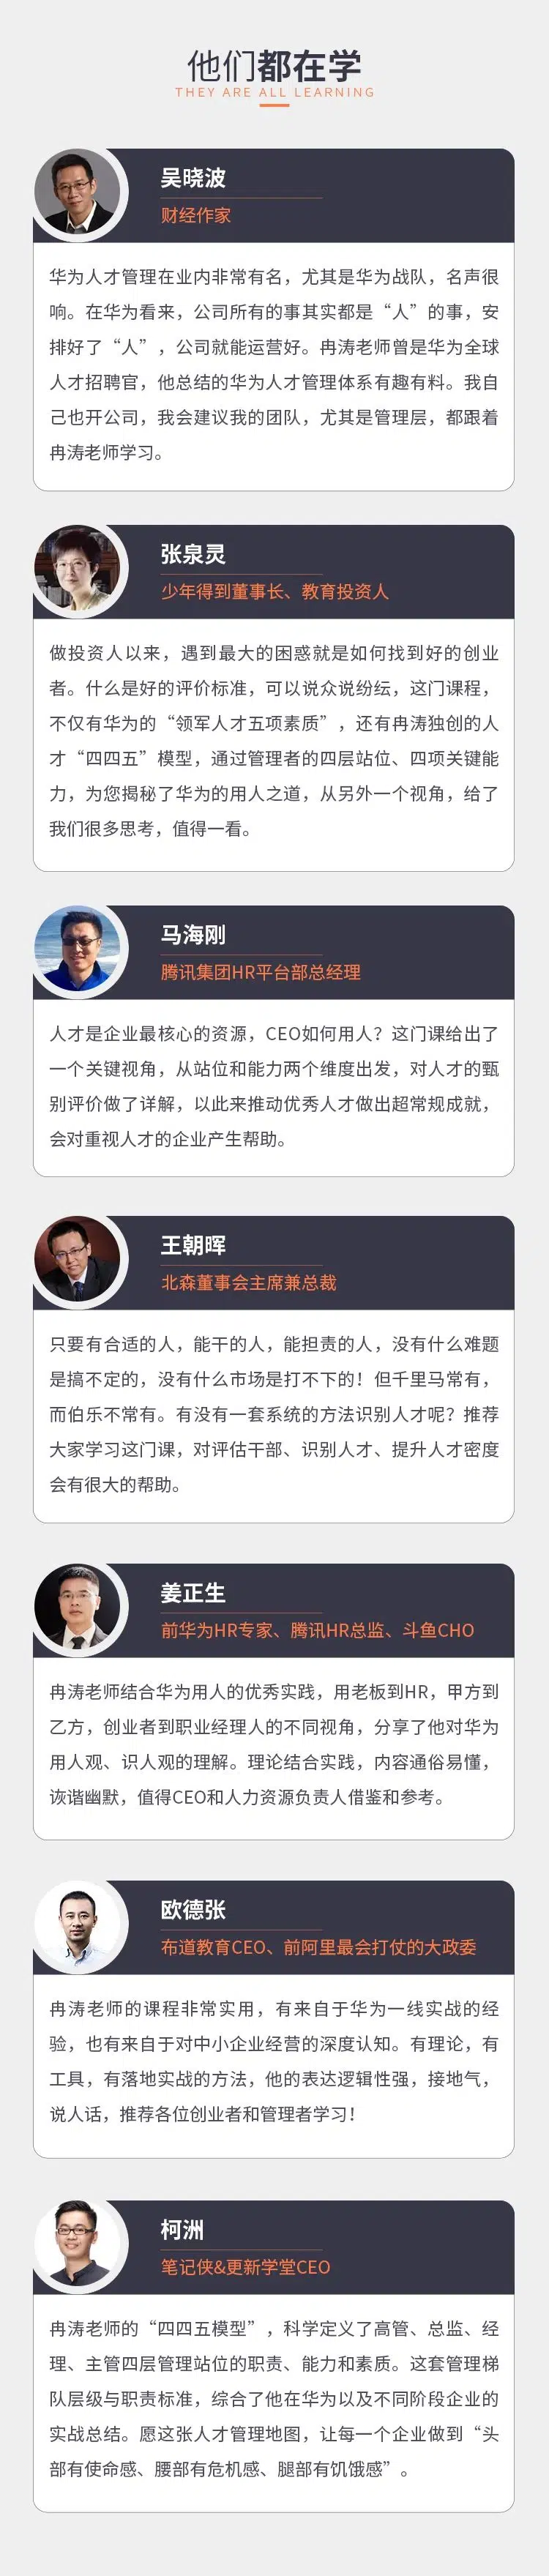 他们都在学
THEY ARE ALL LEARNING
吴晓波
财经作家
华为人才管理在业内非常有名，尤其是华为战队，名声很
响。在华为看来，公司所有的事其实都是“人”的事，安
排好了“人”，公司就能运营好。冉涛老师曾是华为全球
人才招聘官，他总结的华为人才管理体系有趣有料。我自
己也开公司，我会建议我的团队，尤其是管理层，都跟着
冉涛老师学习。
张泉灵
少年得到董事长、教育投资人
做投资人以来，遇到最大的困惑就是如何找到好的创业
者。什么是好的评价标准，可以说众说纷纭，这门课程，
不仅有华为的“领军人才五项素质”，还有冉涛独创的人
才“四四五”模型，通过管理者的四层站位、四项关键能
力，为您揭秘了华为的用人之道，从另外一个视角，给了
我们很多思考，值得一看。
马海刚
腾讯集团HR平台部总经理
人才是企业最核心的资源，CEO如何用人？这门课给出了
一个关键视角，从站位和能力两个维度出发，对人才的甄
别评价做了详解，以此来推动优秀人才做出超常规成就，
会对重视人才的企业产生帮助。
王朝晖
北森董事会主席兼总裁
只要有合适的人，能干的人，能担责的人，没有什么难题
是搞不定的，没有什么市场是打不下的！但千里马常有，
而伯乐不常有。有没有一套系统的方法识别人才呢？推荐
大家学习这门课，对评估干部、识别人才、提升人才密度
会有很大的帮助。
姜正生
前华为HR专家、腾讯HR总监、斗鱼CHO
冉涛老师结合华为用人的优秀实践，用老板到HR，甲方到
乙方，创业者到职业经理人的不同视角，分享了他对华为
用人观、识人观的理解。理论结合实践，内容通俗易懂，
诙谐幽默，值得CEO和人力资源负责人借鉴和参考。
欧德张
布道教育CEO、前阿里最会打仗的大政委
冉涛老师的课程非常实用，有来自于华为一线实战的经
验，也有来自于对中小企业经营的深度认知。有理论，有
工具，有落地实战的方法，他的表达逻辑性强，接地气，
说人话，推荐各位创业者和管理者学习！
柯洲
笔记侠&更新学堂CEO
冉涛老师的“四四五模型”，科学定义了高管、总监、经
理、主管四层管理站位的职责、能力和素质。这套管理梯
队层级与职责标准，综合了他在华为以及不同阶段企业的
实战总结。愿这张人才管理地图，让每一个企业做到“头
部有使命感、腰部有危机感、腿部有饥饿感”。